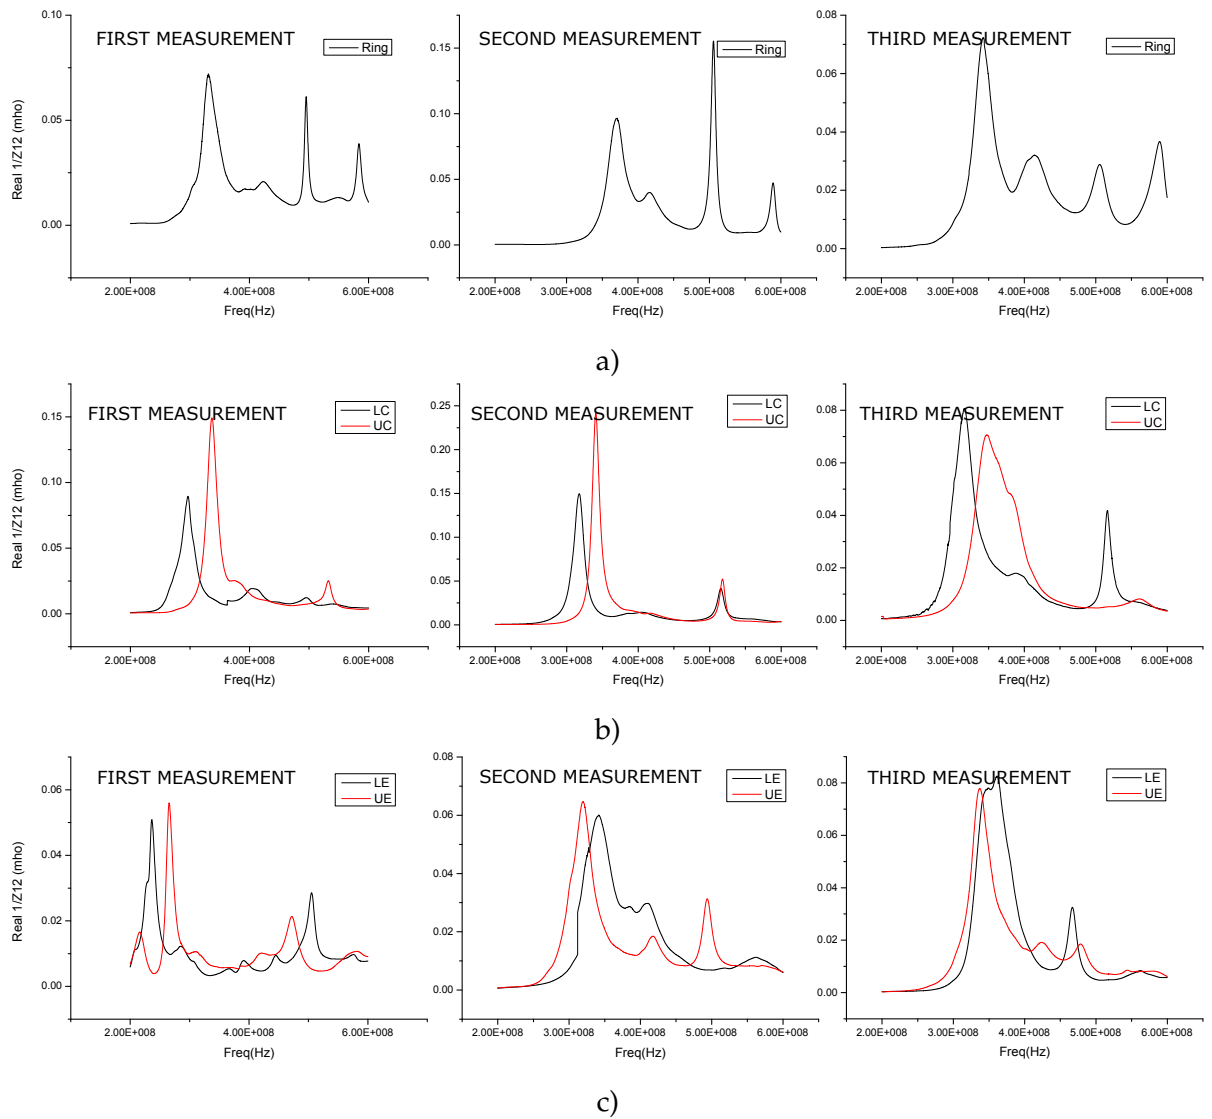 FIRST MEASUREMENT
Ring
0.10
0.05
0.00
Real 1/Z12 (mho)
2.00E+008 4.00E+008 6.00E+008
Freq(Hz)
SECOND MEASUREMENT
Ring
0.15
0.10
0.05
0.00
2.00E+008 3.00E+008 4.00E+008 5.00E+008 6.00E+008
Freq(Hz)
THIRD MEASUREMENT
Ring
0.08
0.06
0.04
0.02
0.00
2.00E+008 3.00E+008 4.00E+008 5.00E+008 6.00E+008
Freq(Hz)
a)
FIRST MEASUREMENT
LC
UC
0.15
0.10
0.05
0.00
Real 1/Z12 (mho)
2.00E+008 4.00E+008 6.00E+008
Freq(Hz)
SECOND MEASUREMENT
LC
UC
0.25
0.20
0.15
0.10
0.05
0.00
2.00E+008 3.00E+008 4.00E+008 5.00E+008 6.00E+008
Freq(Hz)
THIRD MEASUREMENT
LC
UC
0.08
0.06
0.04
0.02
0.00
2.00E+008 3.00E+008 4.00E+008 5.00E+008 6.00E+008
Freq(Hz)
b)
FIRST MEASUREMENT
LE
UE
0.06
0.04
0.02
0.00
Real 1/Z12 (mho)
2.00E+008 4.00E+008 6.00E+008
Freq(Hz)
SECOND MEASUREMENT
LE
UE
0.08
0.06
0.04
0.02
0.00
2.00E+008 3.00E+008 4.00E+008 5.00E+008 6.00E+008
Freq(Hz)
THIRD MEASUREMENT
LE
UE
0.08
0.06
0.04
0.02
0.00
2.00E+008 3.00E+008 4.00E+008 5.00E+008 6.00E+008
Freq(Hz)
c)